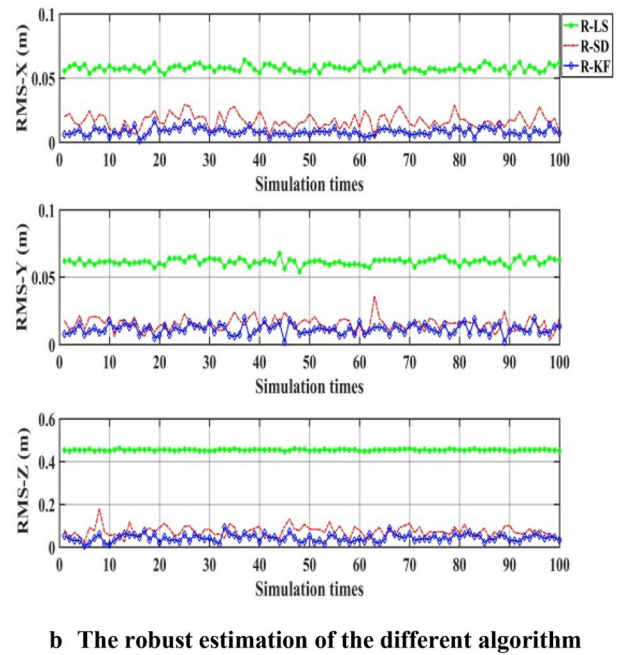 0.1
0.05
0
RMS-X (m)
R-LS
R-SD
R-KF
0 10 20 30 40 50 60 70 80 90 100
Simulation times
0.1
0.05
0
RMS-Y (m)
0 10 20 30 40 50 60 70 80 90 100
Simulation times
0.6
0.4
0.2
0
RMS-Z (m)
0 10 20 30 40 50 60 70 80 90 100
Simulation times
b The robust estimation of the different algorithm